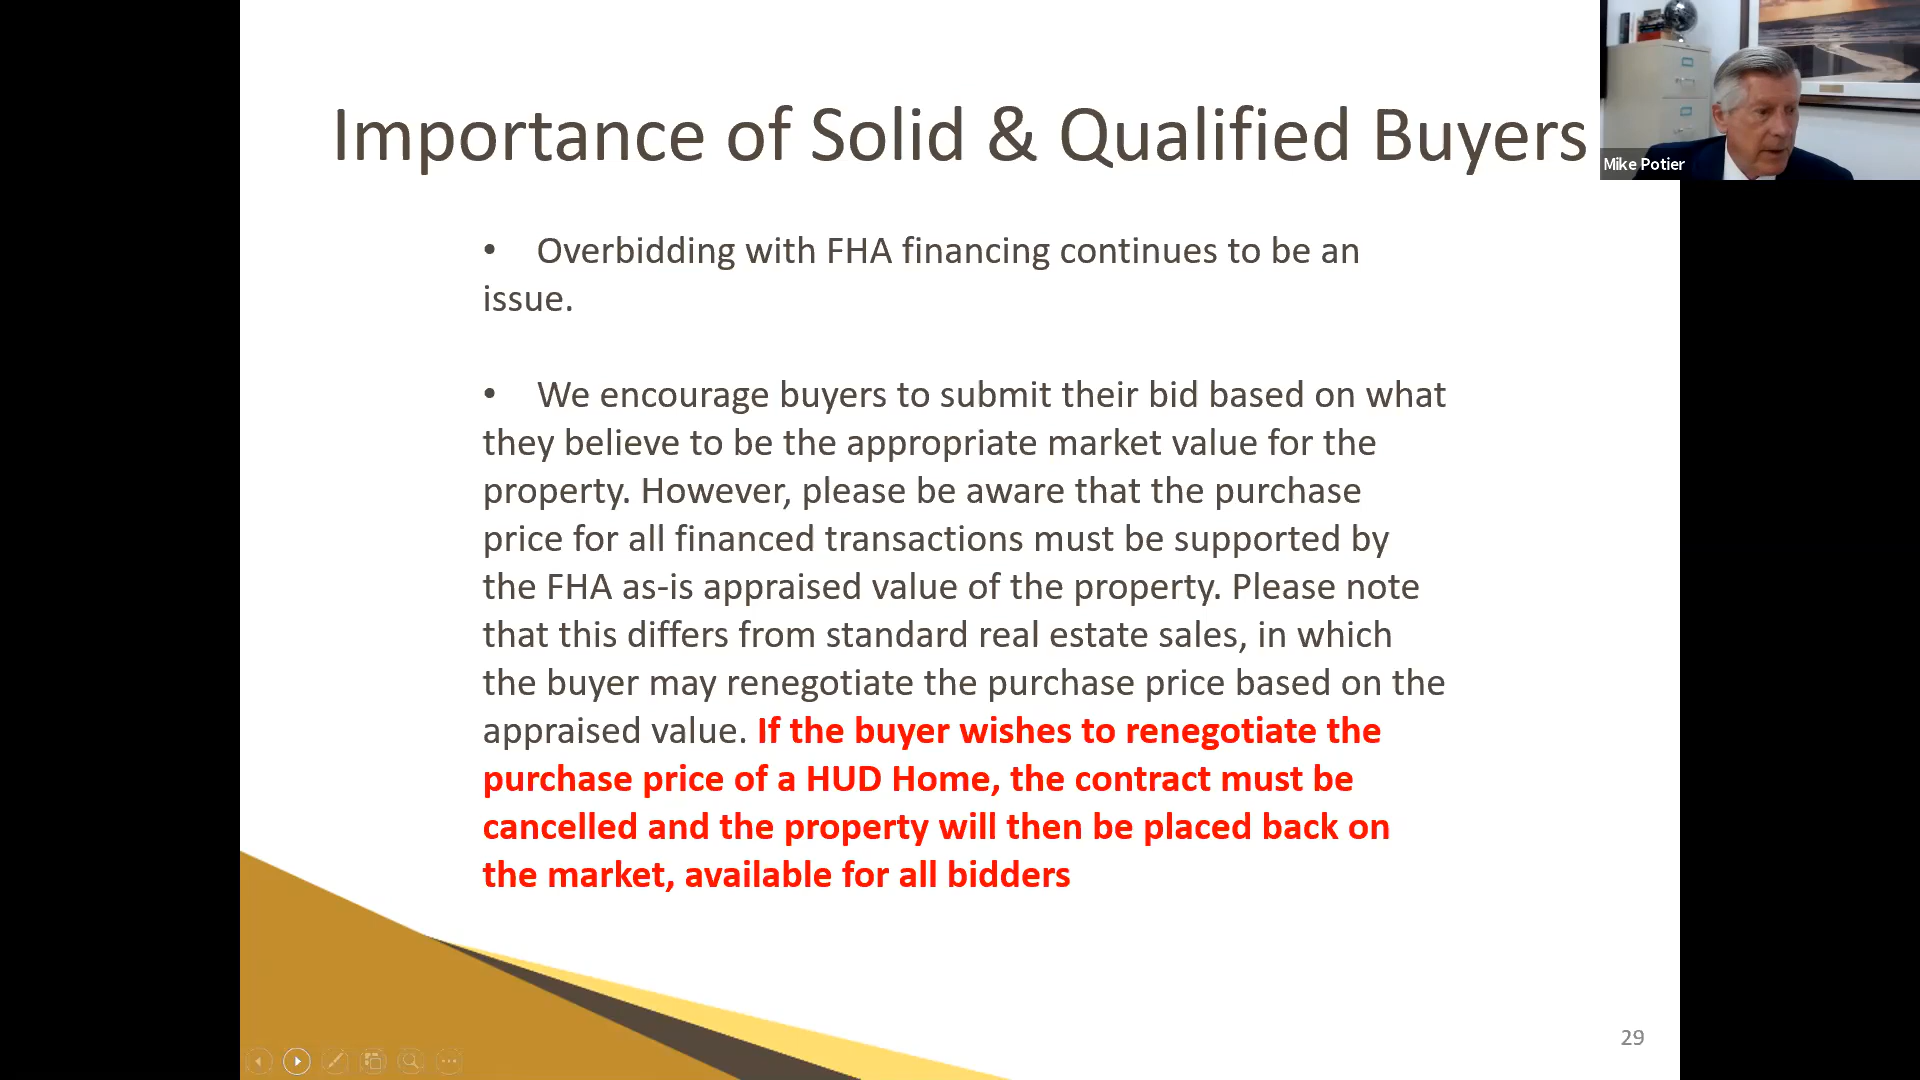 Importance of Solid & Qualified Buyers
Mike Potier
• Overbidding with FHA financing continues to be an
issue.
• We encourage buyers to submit their bid based on what
they believe to be the appropriate market value for the
property. However, please be aware that the purchase
price for all financed transactions must be supported by
the FHA as-is appraised value of the property. Please note
that this differs from standard real estate sales, in which
the buyer may renegotiate the purchase price based on the
appraised value. If the buyer wishes to renegotiate the
purchase price of a HUD Home, the contract must be
cancelled and the property will then be placed back on
the market, available for all bidders
29